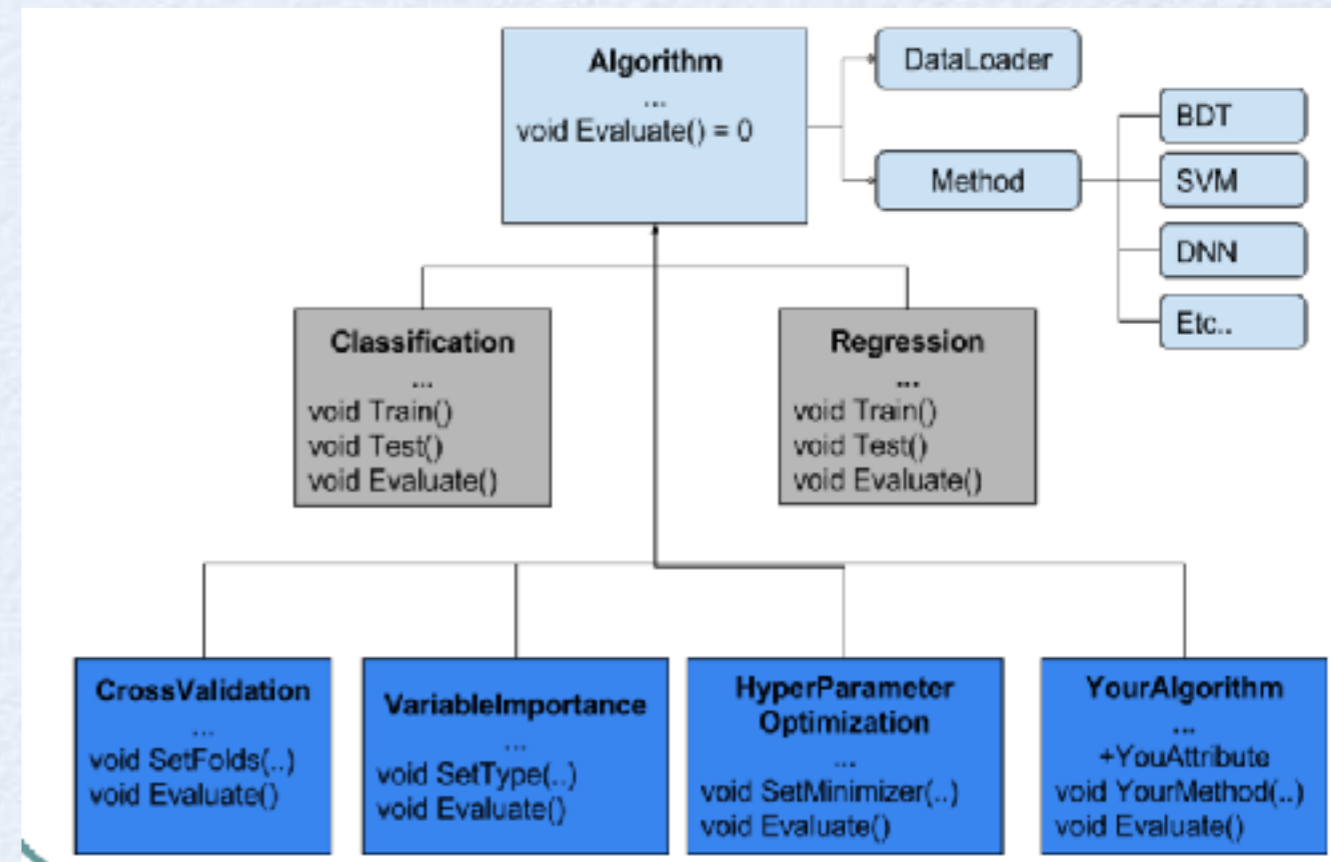 Algorithm
...
void Evaluate() = 0
DataLoader
Method
BDT
SVM
DNN
Etc..
Classification
...
void Train()
void Test()
void Evaluate()
Regression
...
void Train()
void Test()
void Evaluate()
CrossValidation
...
void SetFolds(..)
void Evaluate()
VariableImportance
...
void SetType(..)
void Evaluate()
HyperParameter
Optimization
...
void SetMinimizer(..)
void Evaluate()
YourAlgorithm
...
+YouAttribute
void YourMethod(..)
void Evaluate()